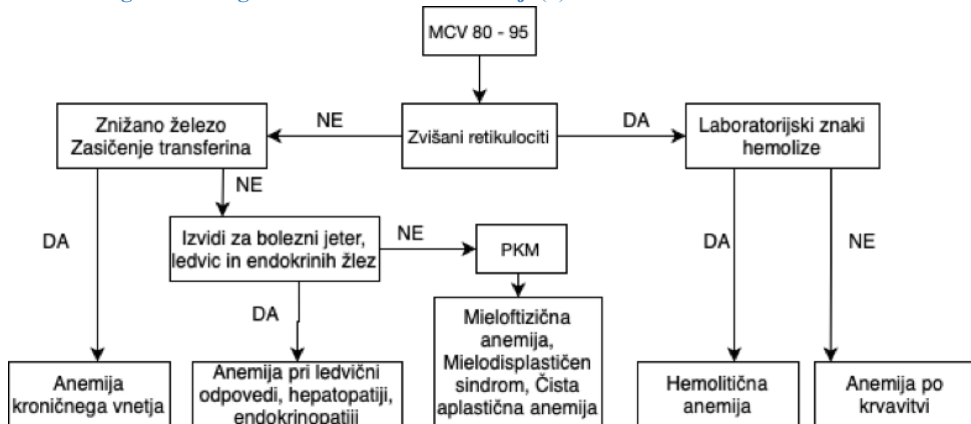 MCV 80 - 95
Znižano železo
Zasičenje transferina
NE
Zvišani retikulociti
DA
Laboratorijski znaki
hemolize
NE
DA
Izvidi za bolezni jeter,
ledvic in endokrinih žlez
NE
PKM
DA
NE
DA
Anemija
kroničnega vnetja
Anemija pri ledvični
odpovedi, hepatopatiji,
endokrinopatiji
Mieloftizična
anemija,
Mielodisplastičen
sindrom, Čista
aplastična anemija
Hemolitična
anemija
Anemija po
krvavitvi